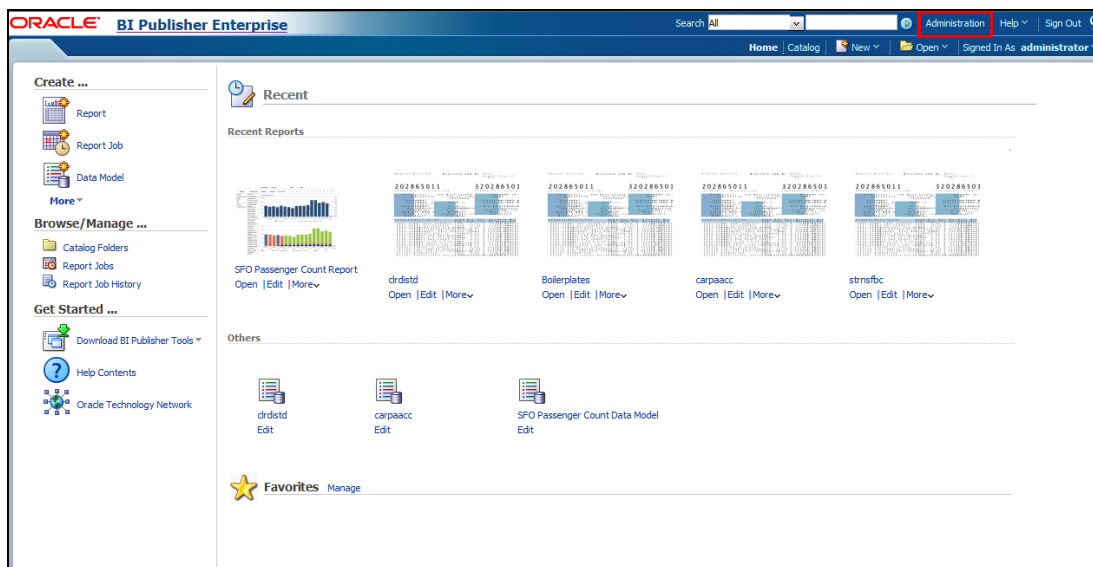 ORACLE BI Publisher Enterprise
Search All Administration Help Sign Out
Home Catalog New Open Signed In As administrator
Create ...
Report
Report Job
Data Model
More
Browse/Manage ...
Catalog Folders
Report Jobs
Report Job History
Get Started ...
Download BI Publisher Tools
Help Contents
Oracle Technology Network
Recent
Recent Reports
202865011 320286501
202865011 320286501
202865011 320286501
202865011 320286501
SFO Passenger Count Report
Open |Edit |More
clrdistd
Open |Edit |More
Boilerplates
Open |Edit |More
carpaacc
Open |Edit |More
strnsfbc
Open |Edit |More
Others
clrdistd
Edit
carpaacc
Edit
SFO Passenger Count Data Model
Edit
Favorites Manage